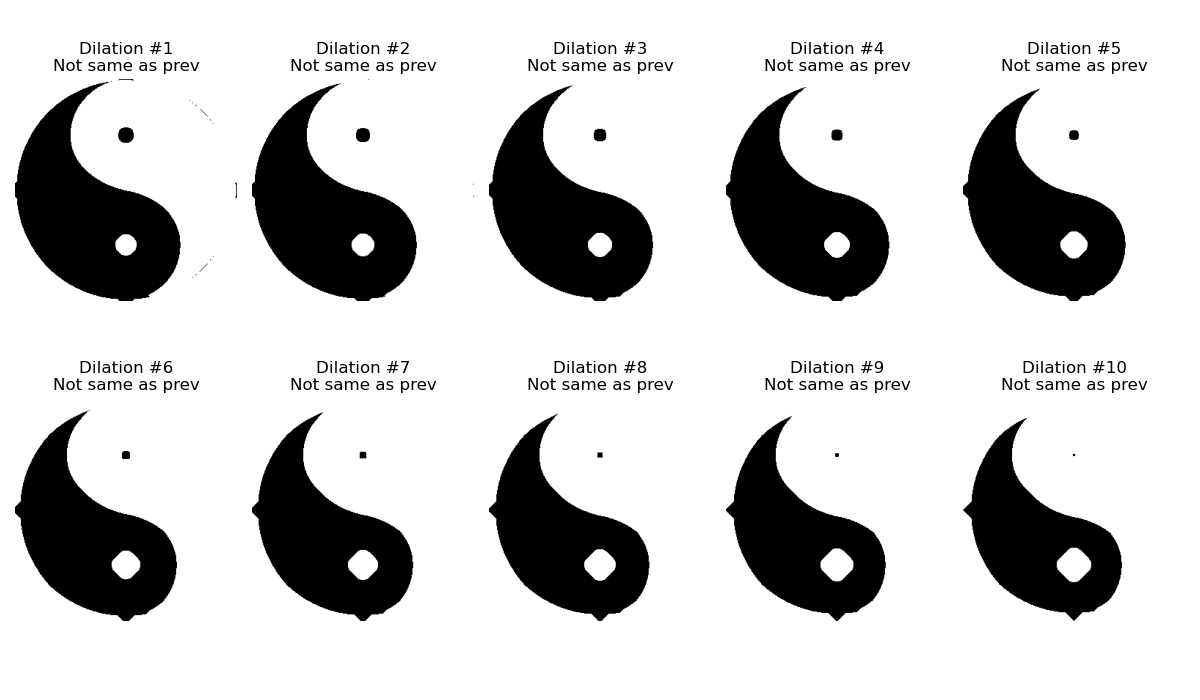 Dilation #1
Not same as prev
Dilation #2
Not same as prev
Dilation #3
Not same as prev
Dilation #4
Not same as prev
Dilation #5
Not same as prev
Dilation #6
Not same as prev
Dilation #7
Not same as prev
Dilation #8
Not same as prev
Dilation #9
Not same as prev
Dilation #10
Not same as prev